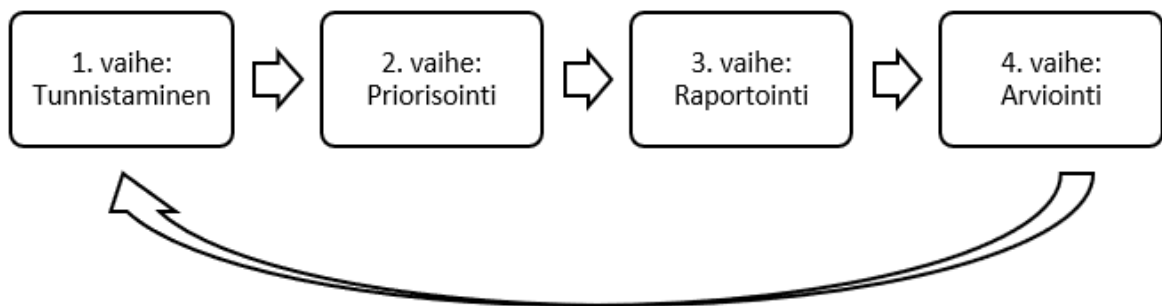 1. vaihe:
Tunnistaminen
2. vaihe:
Priorisointi
3. vaihe:
Raportointi
4. vaihe:
Arviointi